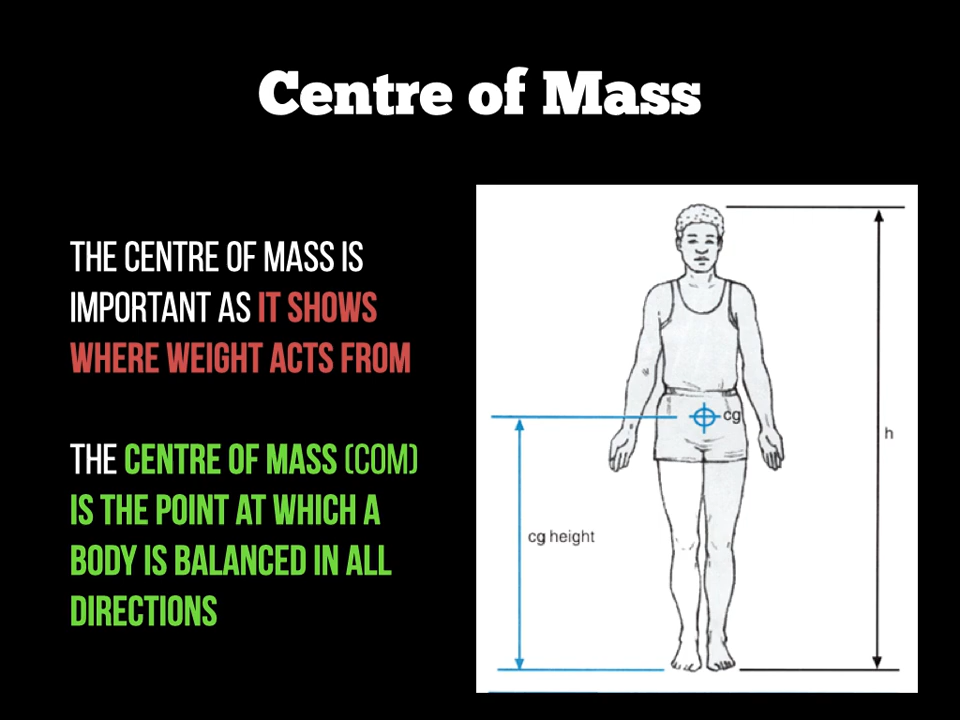 Centre of Mass
THE CENTRE OF MASS IS
IMPORTANT AS IT SHOWS
WHERE WEIGHT ACTS FROM
THE CENTRE OF MASS (COM)
IS THE POINT AT WHICH A
BODY IS BALANCED IN ALL
DIRECTIONS
cg
h
cg height